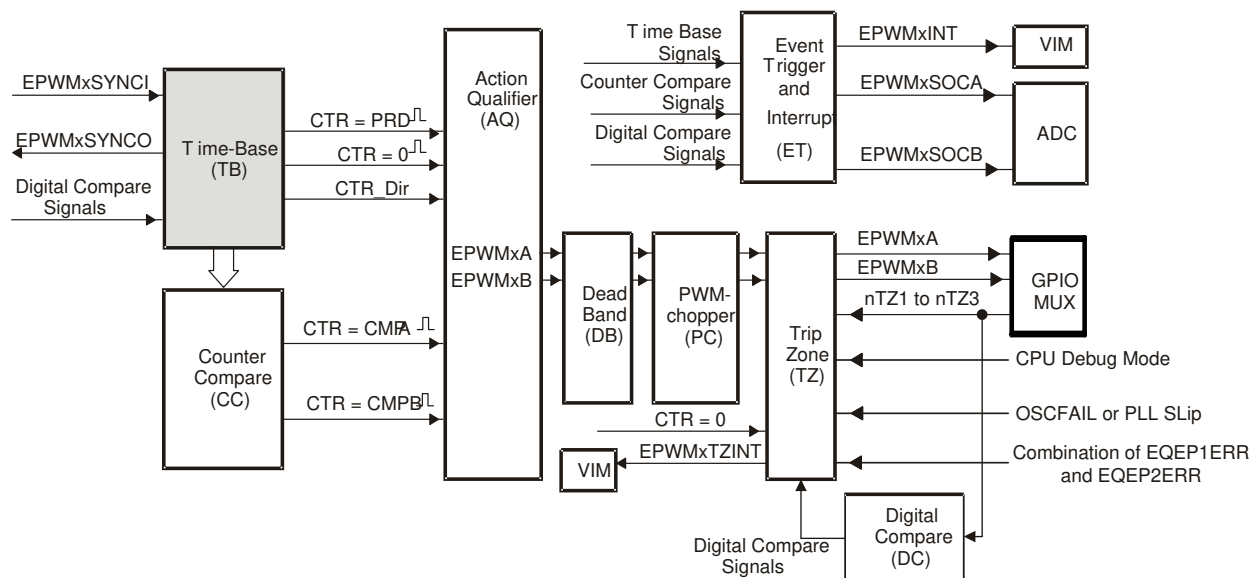 EPWMxSYNCI
EPWMxSYNCO
Digital Compare
Signals
Time-Base
(TB)
CTR = PRD
CTR = 0
CTR_Dir
Counter
Compare
(CC)
CTR = CMPA
CTR = CMPB
Action
Qualifier
(AQ)
EPWMxA
EPWMxB
Time Base
Signals
Counter Compare
Signals
Digital Compare
Signals
Event
Trigger
and
Interrupt
(ET)
EPWMxINT
EPWMxSOCA
EPWMxSOCB
VIM
ADC
Dead
Band
(DB)
PWM-
chopper
(PC)
Trip
Zone
(TZ)
EPWMxA
EPWMxB
nTZ1 to nTZ3
GPIO
MUX
CPU Debug Mode
OSCFAIL or PLL SLip
Combination of EQEP1ERR
and EQEP2ERR
CTR = 0
EPWMxTZINT
VIM
Digital Compare
Signals
Digital
Compare
(DC)